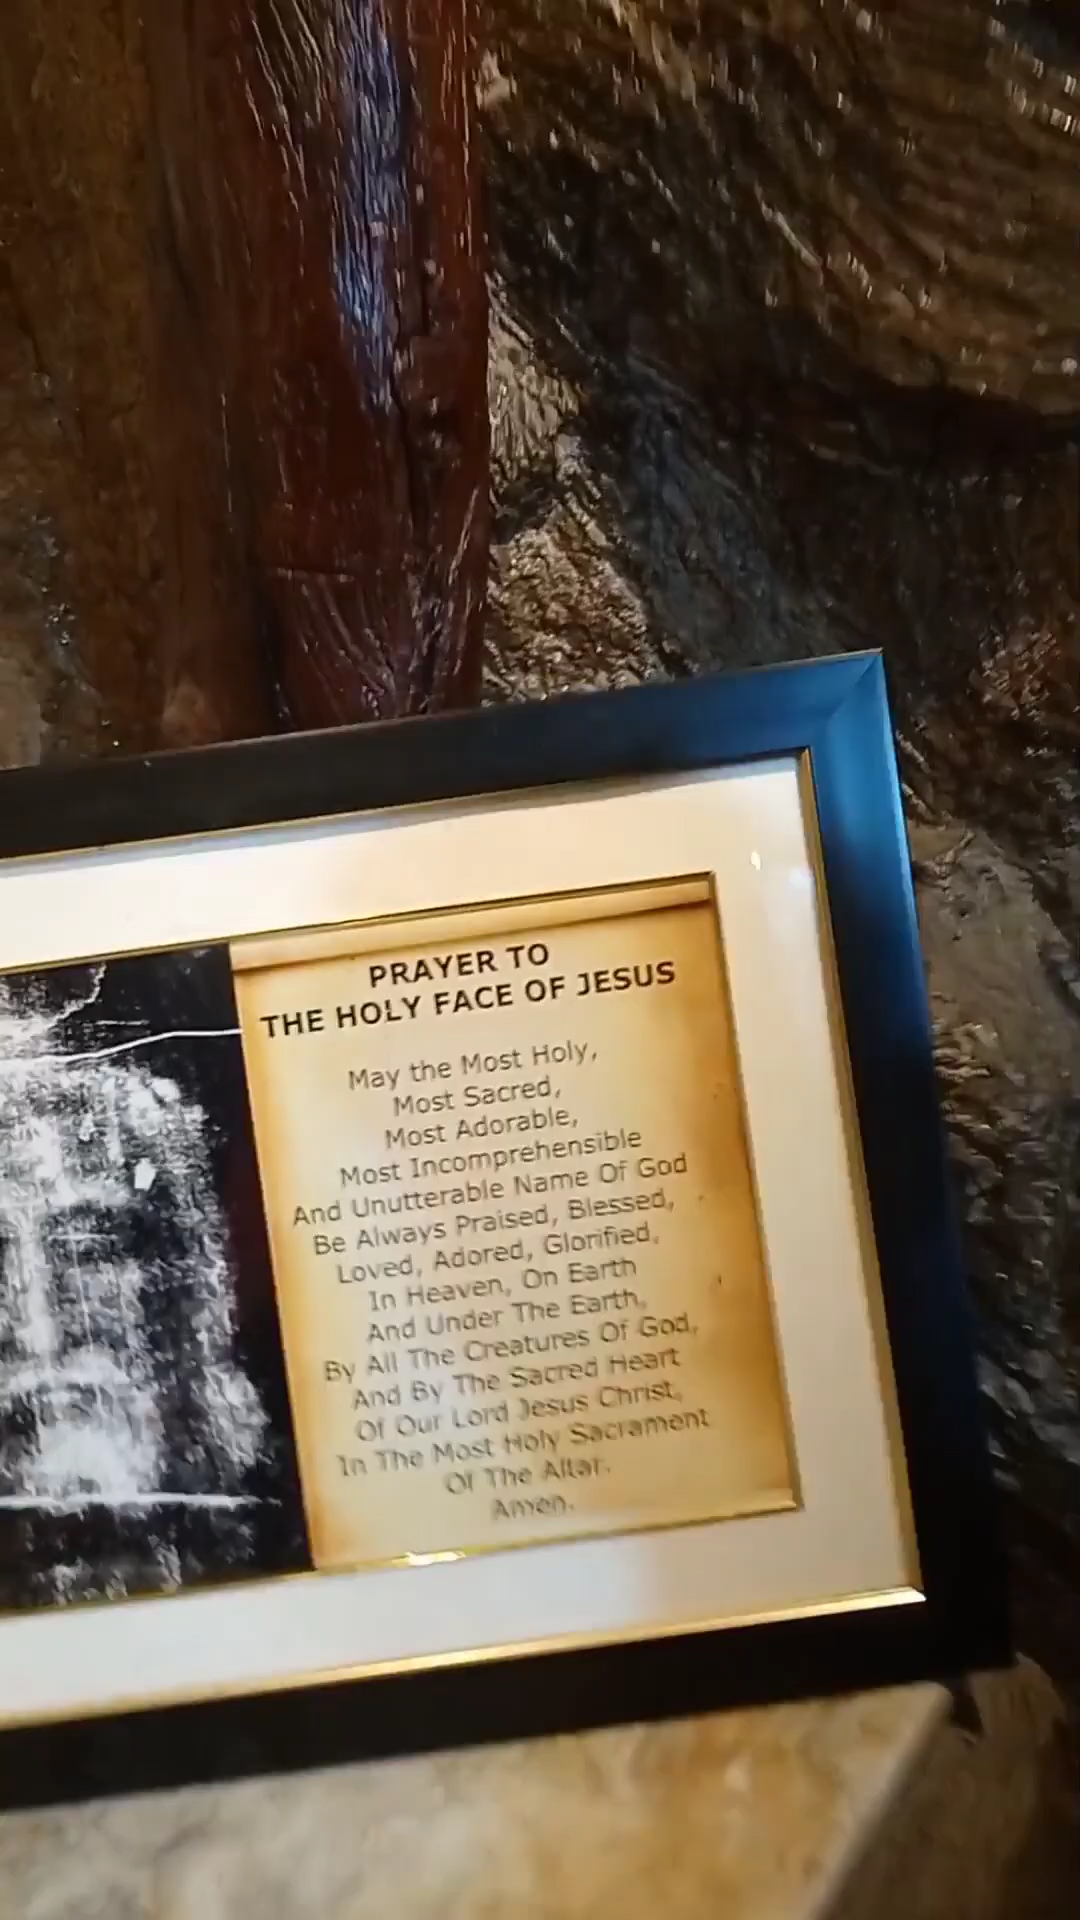 PRAYER TO
THE HOLY FACE OF JESUS
May the Most Holy,
Most Sacred,
Most Adorable,
Most Incomprehensible
And Unutterable Name Of God
Be Always Praised, Blessed,
Loved, Adored, Glorified,
In Heaven, On Earth
And Under The Earth,
By All The Creatures Of God,
And By The Sacred Heart
Of Our Lord Jesus Christ,
In The Most Holy Sacrament
Of The Altar.
Amen.